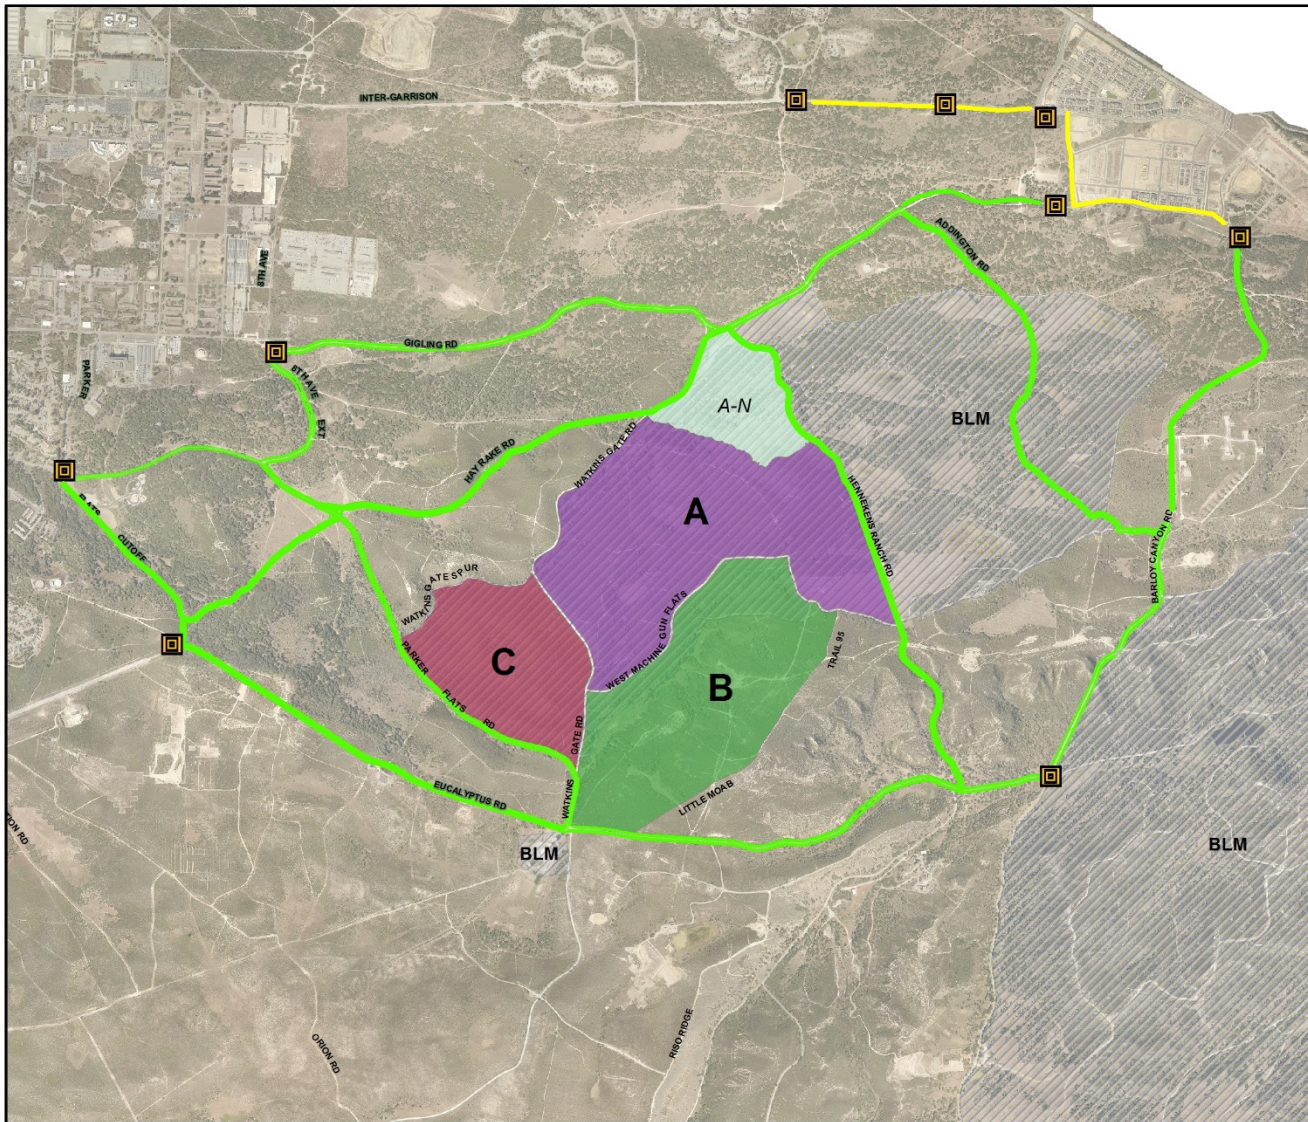 INTER-GARRISON
8TH AVE
ADDINGTON RD
GIGLING RD
PARKER
8TH AVE
EXT
A-N
BLM
HAY RAKE RD
WATKINS GATE RD
A
HENNEKENS RANCH RD
FLATS
CUTOFF
BARLOY CANYON RD
WATKINS GATE SPUR
WEST MACHINE GUN FLATS
TRAIL 95
PARKER
FLATS
RD
C
B
GATE RD
WATKINS
EUCALYPTUS RD
LITTLE MOAB
BLM
BLM
RISO RIDGE
ORION RD